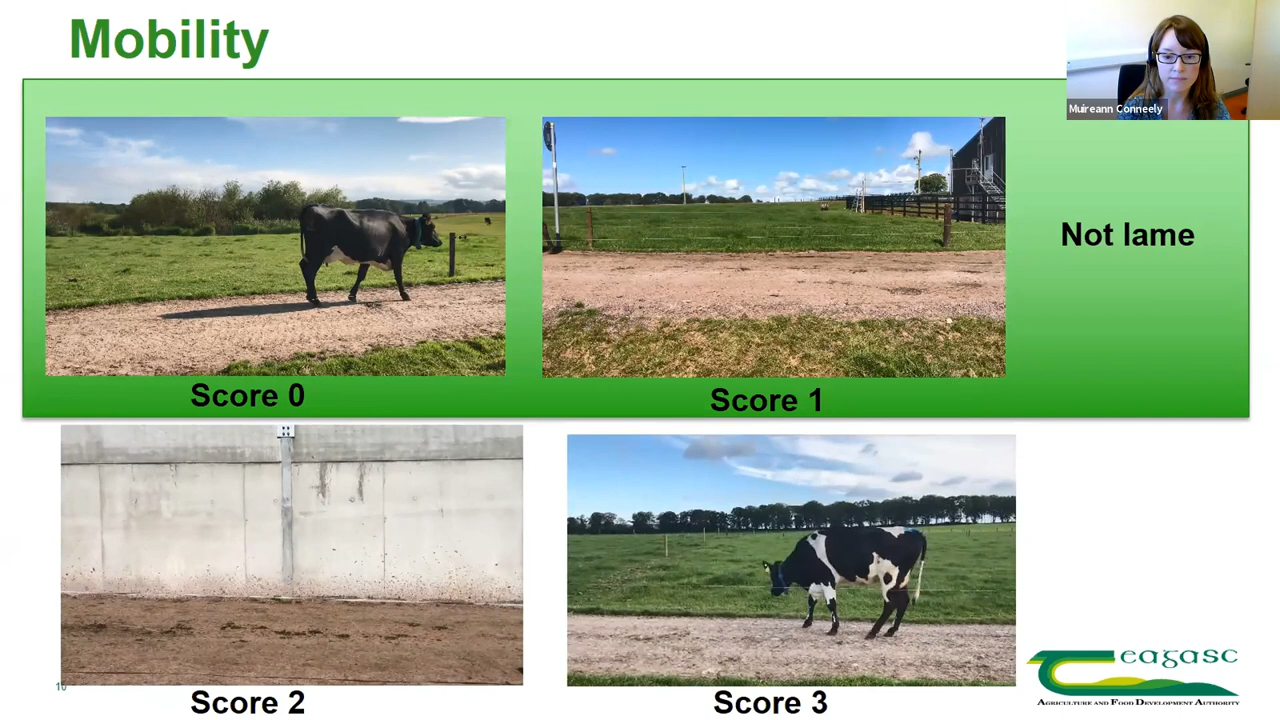 Mobility
Muireann Conneely
Not lame
Score 0
Score 1
10
Score 2
Score 3
Teagasc
AGRICULTURE AND FOOD DEVELOPMENT AUTHORITY